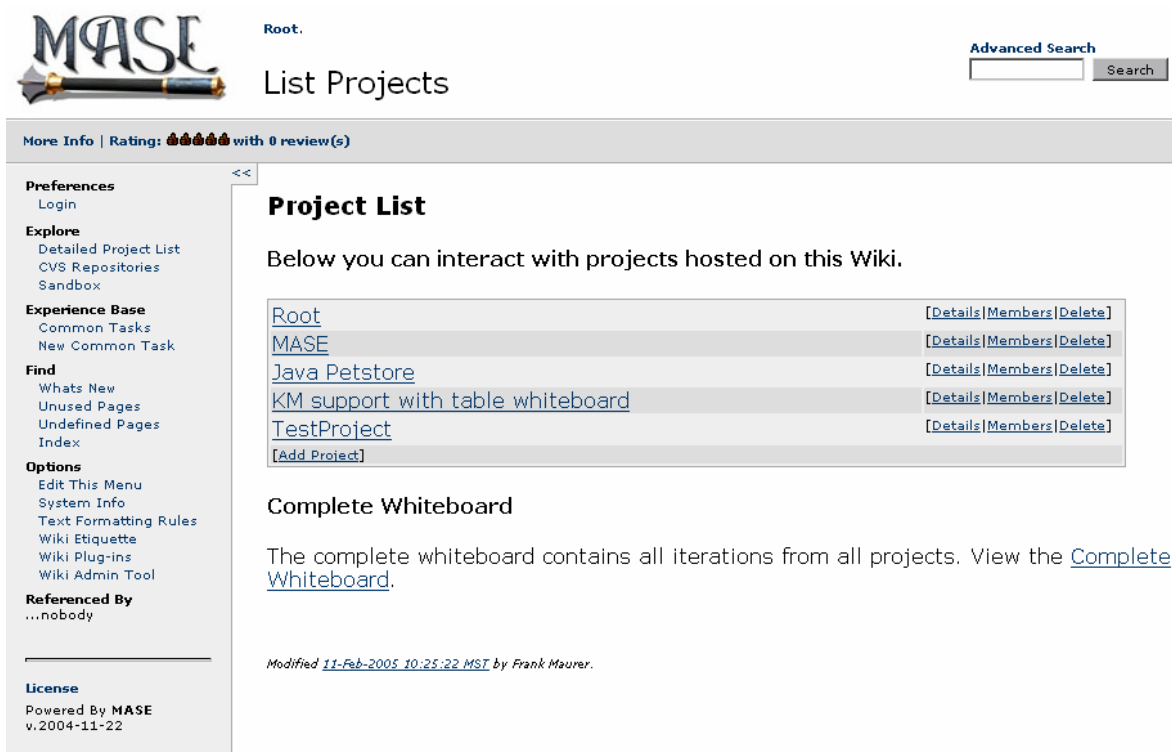 MASE
Root.
List Projects
Advanced Search
Search
More Info | Rating: with 0 review(s)
<<
Preferences
Login
Explore
Detailed Project List
CVS Repositories
Sandbox
Experience Base
Common Tasks
New Common Task
Find
Whats New
Unused Pages
Undefined Pages
Index
Options
Edit This Menu
System Info
Text Formatting Rules
Wiki Etiquette
Wiki Plug-ins
Wiki Admin Tool
Referenced By
...nobody
License
Powered By MASE
v.2004-11-22
Project List
Below you can interact with projects hosted on this Wiki.
Root [Details|Members|Delete]
MASE [Details|Members|Delete]
Java Petstore [Details|Members|Delete]
KM support with table whiteboard [Details|Members|Delete]
TestProject [Details|Members|Delete]
[Add Project]
Complete Whiteboard
The complete whiteboard contains all iterations from all projects. View the Complete
Whiteboard.
Modified 11-Feb-2005 10:25:22 MST by Frank Maurer.